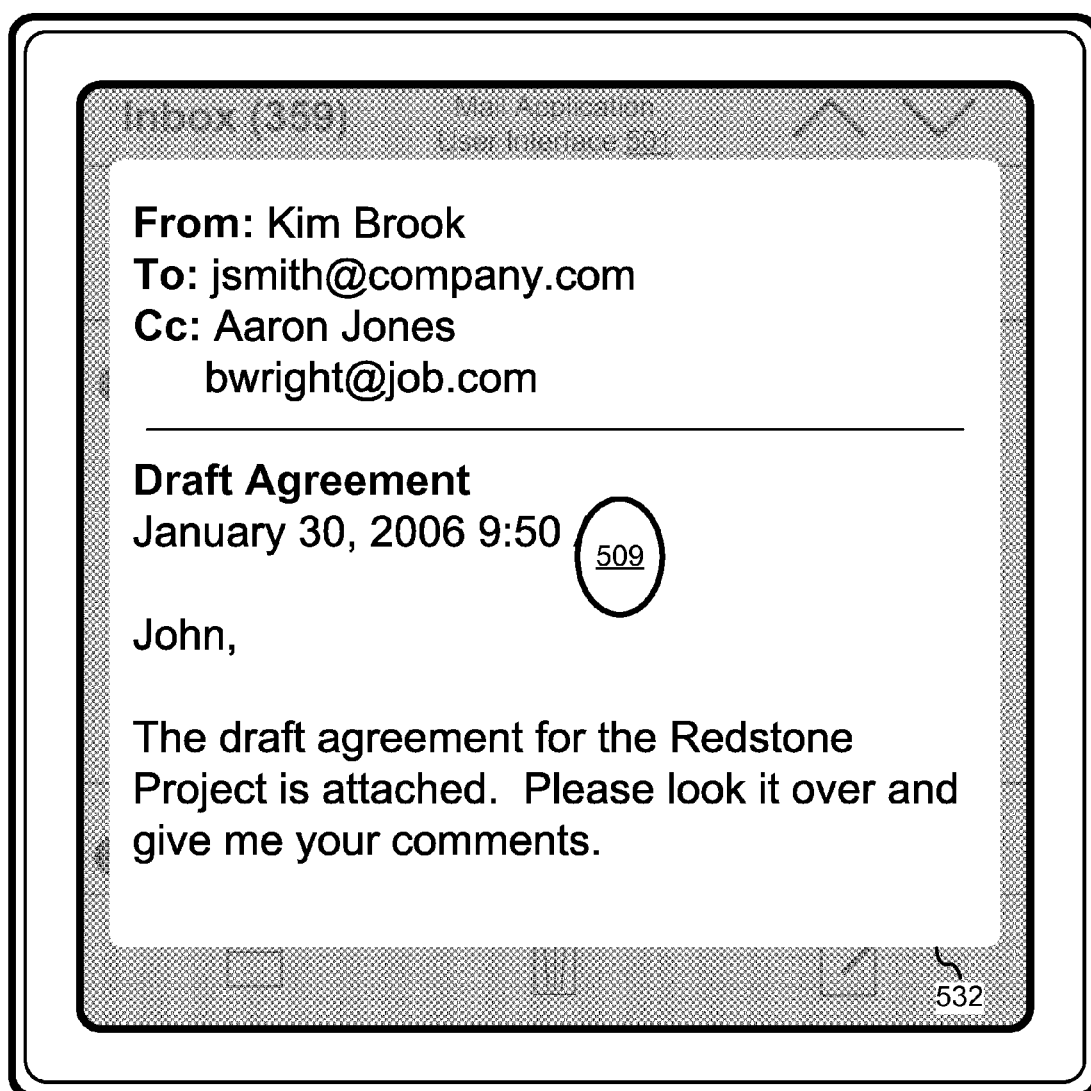 Inbox (359)
Mail Application
User Interface 501
From: Kim Brook
To: jsmith@company.com
Cc: Aaron Jones
bwright@job.com
Draft Agreement
January 30, 2006 9:50
509
John,
The draft agreement for the Redstone
Project is attached.  Please look it over and
give me your comments.
532